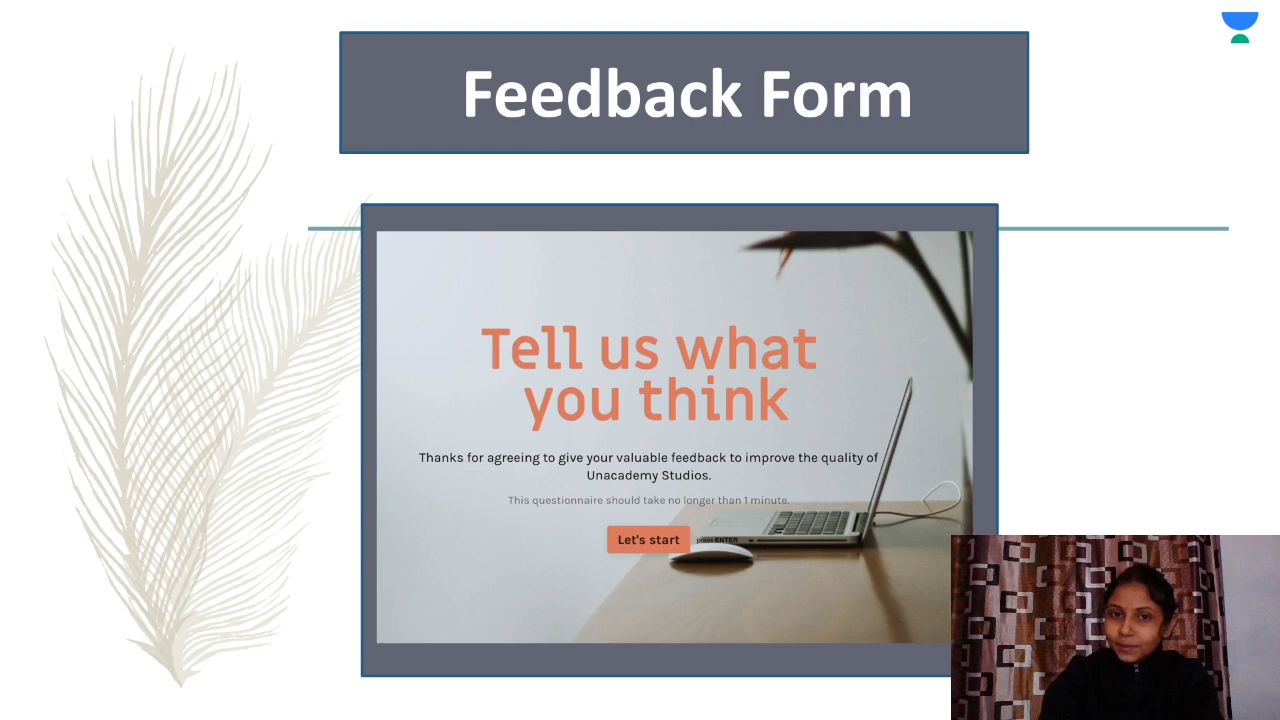 Feedback Form
Tell us what
you think
Thanks for agreeing to give your valuable feedback to improve the quality of
Unacademy Studios.
This questionnaire should take no longer than 1 minute.
Let's start
press ENTER